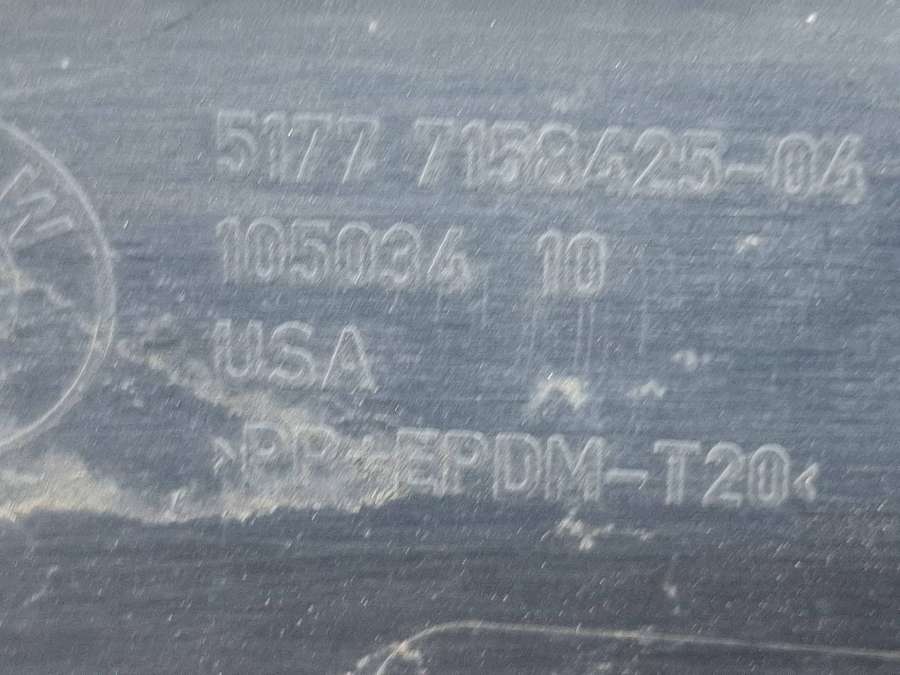 W
5177 7158425-04
105034 10
USA
>PP+EPDM-T20<